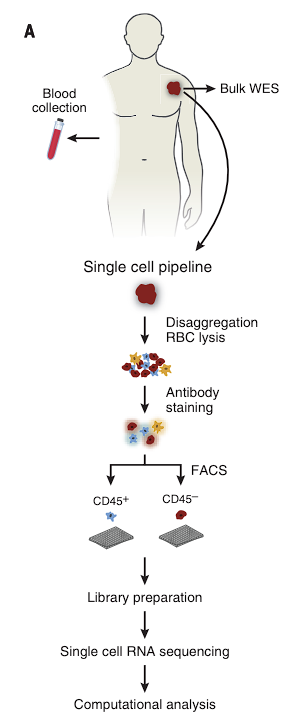 A
Blood
collection
Bulk WES
Single cell pipeline
Disaggregation
RBC lysis
Antibody
staining
FACS
CD45⁺
CD45⁻
Library preparation
Single cell RNA sequencing
Computational analysis